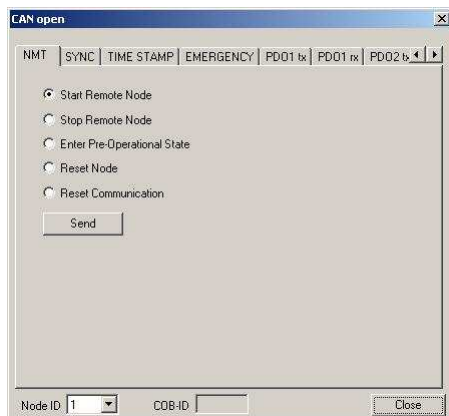 CAN open
NMT SYNC TIME STAMP EMERGENCY PDO1 tx PDO1 rx PDO2 t
Start Remote Node
Stop Remote Node
Enter Pre-Operational State
Reset Node
Reset Communication
Send
Node ID 1 COB-ID Close